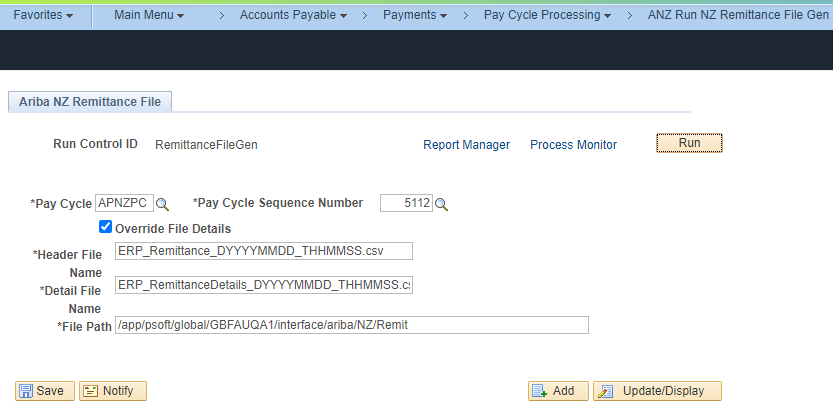 Favorites Main Menu > Accounts Payable > Payments > Pay Cycle Processing > ANZ Run NZ Remittance File Gen
Ariba NZ Remittance File
Run Control ID RemittanceFileGen Report Manager Process Monitor Run
*Pay Cycle APNZPC *Pay Cycle Sequence Number 5112
Override File Details
*Header File Name ERP_Remittance_DYYYYMMDD_THHMMSS.csv
*Detail File Name ERP_RemittanceDetails_DYYYYMMDD_THHMMSS.cs
*File Path /app/psoft/global/GBFAUQA1/interface/ariba/NZ/Remit
Save Notify Add Update/Display